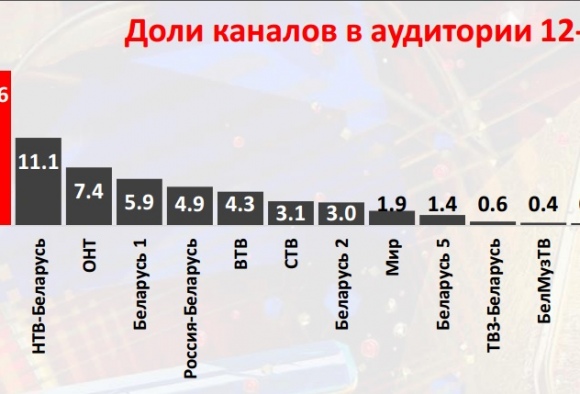 Доли каналов в аудитории 12-
6
11.1
7.4
5.9
4.9
4.3
3.1
3.0
1.9
1.4
0.6
0.4
НТВ-Беларусь
ОНТ
Беларусь 1
Россия-Беларусь
ВТВ
СТВ
Беларусь 2
Мир
Беларусь 5
ТВ3-Беларусь
БелМузТВ